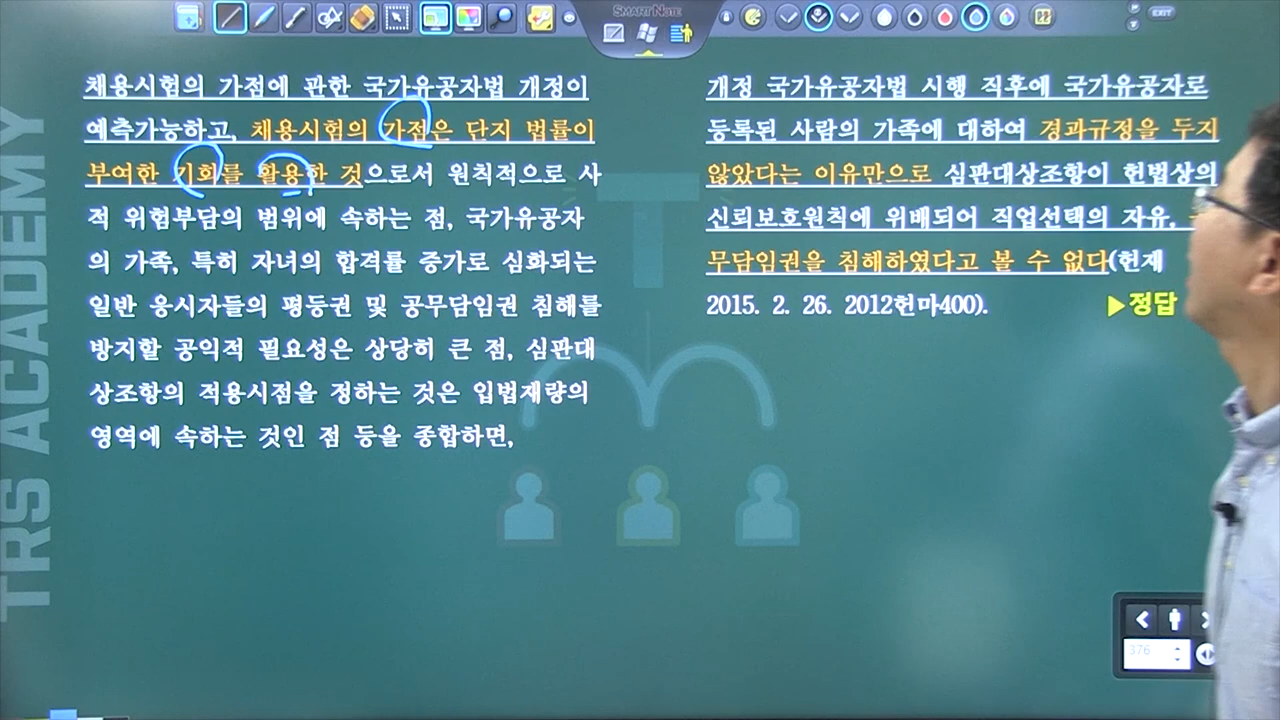 SMART NOTE
EXIT
채용시험의 가점에 관한 국가유공자법 개정이
예측가능하고, 채용시험의 가점은 단지 법률이
부여한 기회를 활용한 것으로서 원칙적으로 사
적 위험부담의 범위에 속하는 점, 국가유공자
의 가족, 특히 자녀의 합격률 증가로 심화되는
일반 응시자들의 평등권 및 공무담임권 침해를
방지할 공익적 필요성은 상당히 큰 점, 심판대
상조항의 적용시점을 정하는 것은 입법재량의
영역에 속하는 것인 점 등을 종합하면,
개정 국가유공자법 시행 직후에 국가유공자로
등록된 사람의 가족에 대하여 경과규정을 두지
않았다는 이유만으로 심판대상조항이 헌법상의
신뢰보호원칙에 위배되어 직업선택의 자유,
무담임권을 침해하였다고 볼 수 없다(헌재
2015. 2. 26. 2012헌마400).
▶정답
TRS ACADEMY
376